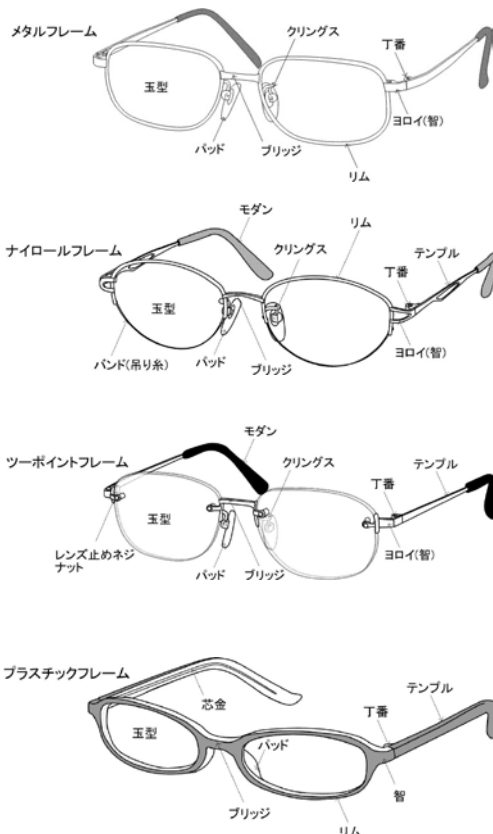 メタルフレーム
クリングス
丁番
玉型
ヨロイ(智)
パッド
ブリッジ
リム
モダン
リム
ナイロールフレーム
クリングス
テンプル
丁番
玉型
ヨロイ(智)
バンド(吊り糸)
パッド
ブリッジ
モダン
ツーポイントフレーム
クリングス
テンプル
丁番
玉型
レンズ止めネジ
ナット
ヨロイ(智)
パッド
ブリッジ
プラスチックフレーム
芯金
テンプル
丁番
玉型
パッド
智
ブリッジ
リム